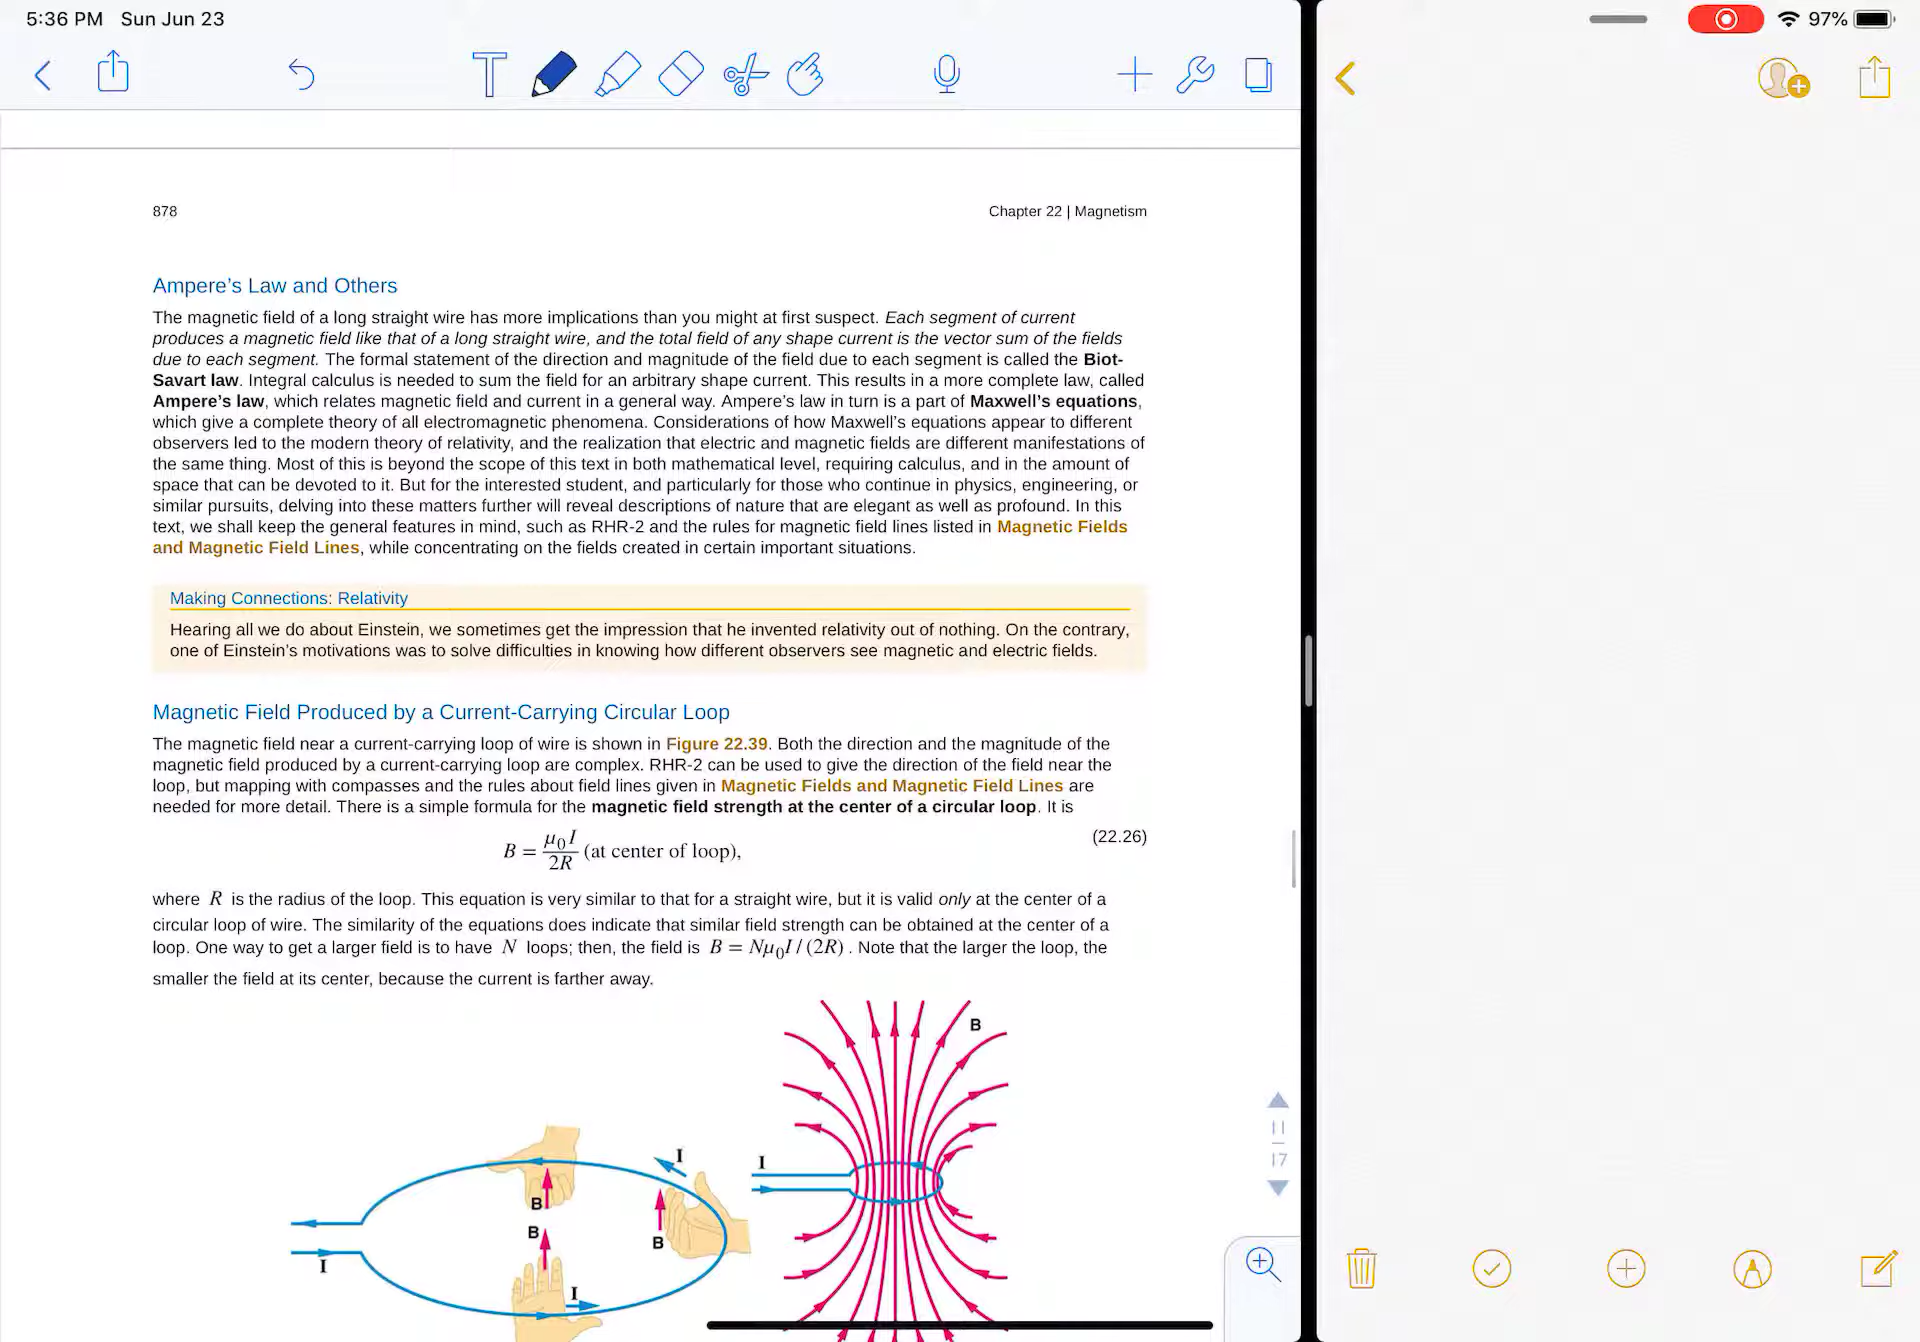 5:36 PM Sun Jun 23
97%
878
Chapter 22 | Magnetism
Ampere's Law and Others
The magnetic field of a long straight wire has more implications than you might at first suspect. Each segment of current
produces a magnetic field like that of a long straight wire, and the total field of any shape current is the vector sum of the fields
due to each segment. The formal statement of the direction and magnitude of the field due to each segment is called the Biot-
Savart law. Integral calculus is needed to sum the field for an arbitrary shape current. This results in a more complete law, called
Ampere's law, which relates magnetic field and current in a general way. Ampere's law in turn is a part of Maxwell's equations,
which give a complete theory of all electromagnetic phenomena. Considerations of how Maxwell's equations appear to different
observers led to the modern theory of relativity, and the realization that electric and magnetic fields are different manifestations of
the same thing. Most of this is beyond the scope of this text in both mathematical level, requiring calculus, and in the amount of
space that can be devoted to it. But for the interested student, and particularly for those who continue in physics, engineering, or
similar pursuits, delving into these matters further will reveal descriptions of nature that are elegant as well as profound. In this
text, we shall keep the general features in mind, such as RHR-2 and the rules for magnetic field lines listed in Magnetic Fields
and Magnetic Field Lines, while concentrating on the fields created in certain important situations.
Making Connections: Relativity
Hearing all we do about Einstein, we sometimes get the impression that he invented relativity out of nothing. On the contrary,
one of Einstein's motivations was to solve difficulties in knowing how different observers see magnetic and electric fields.
Magnetic Field Produced by a Current-Carrying Circular Loop
The magnetic field near a current-carrying loop of wire is shown in Figure 22.39. Both the direction and the magnitude of the
magnetic field produced by a current-carrying loop are complex. RHR-2 can be used to give the direction of the field near the
loop, but mapping with compasses and the rules about field lines given in Magnetic Fields and Magnetic Field Lines are
needed for more detail. There is a simple formula for the magnetic field strength at the center of a circular loop. It is
B = μ₀I / 2R (at center of loop),
(22.26)
where R is the radius of the loop. This equation is very similar to that for a straight wire, but it is valid only at the center of a
circular loop of wire. The similarity of the equations does indicate that similar field strength can be obtained at the center of a
loop. One way to get a larger field is to have N loops; then, the field is B = Nμ₀I / (2R) . Note that the larger the loop, the
smaller the field at its center, because the current is farther away.
B
I
I
B
B
B
I
I
11
17